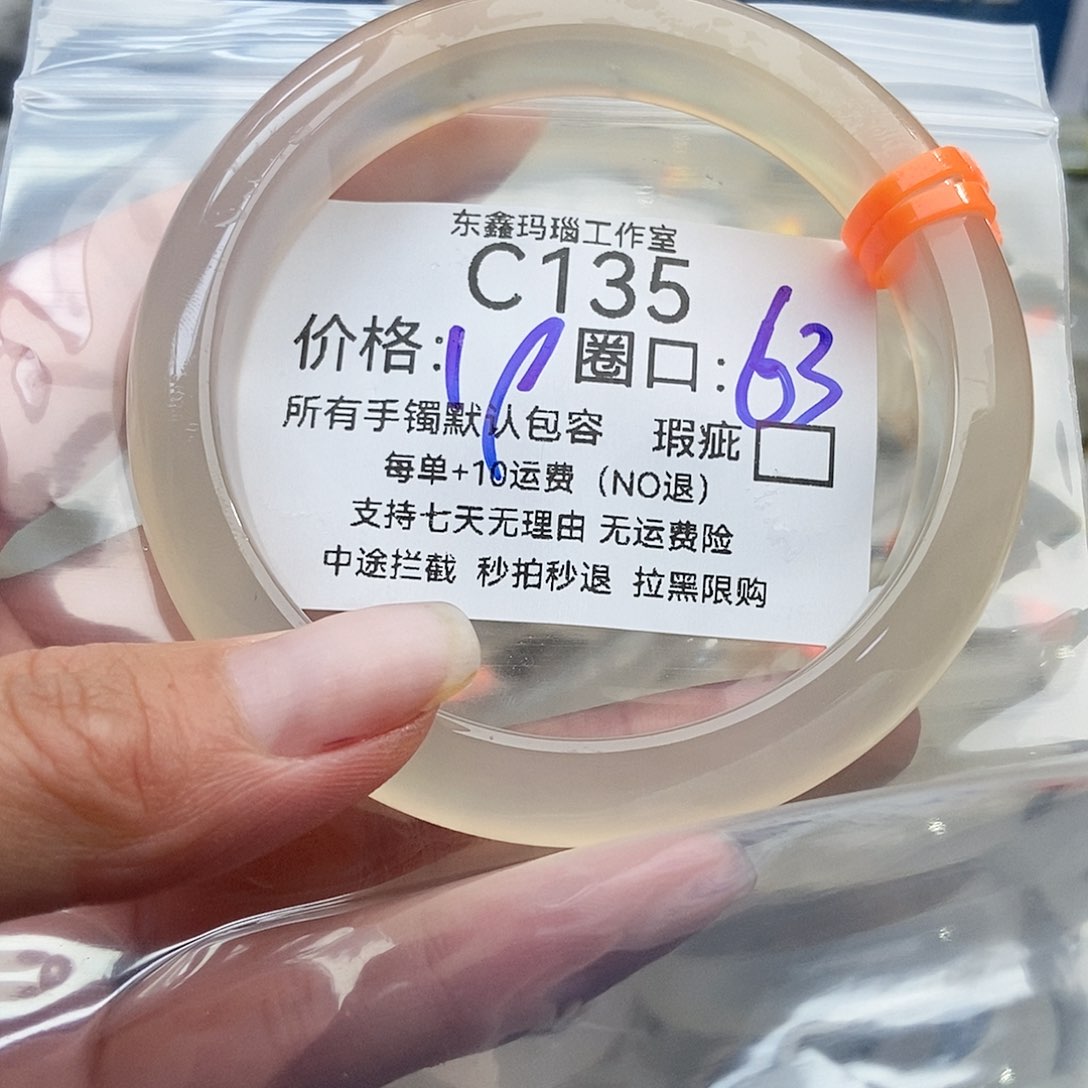 东鑫玛瑙工作室
C135
价格: 圈口:63
所有手镯默认包容 瑕疵
每单+10运费（NO退）
支持七天无理由 无运费险
中途拦截 秒拍秒退 拉黑限购